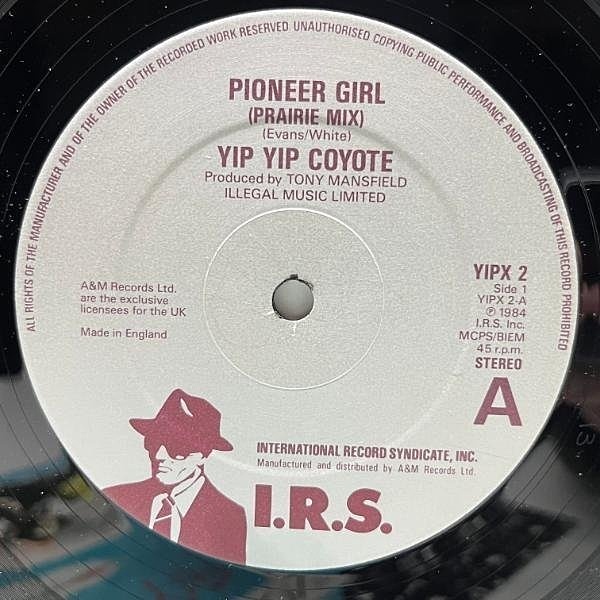 ALL RIGHTS OF THE MANUFACTURER AND OF THE OWNER OF THE RECORDED WORK RESERVED UNAUTHORISED COPYING PUBLIC PERFORMANCE AND BROADCASTING OF THIS RECORD PROHIBITED
PIONEER GIRL
(PRAIRIE MIX)
(Evans/White)
YIP YIP COYOTE
Produced by TONY MANSFIELD
ILLEGAL MUSIC LIMITED
A&M Records Ltd.
are the exclusive
licensees for the UK
Made in England
YIPX 2
Side 1
YIPX 2-A
℗ 1984
I.R.S. Inc.
MCPS/BIEM
45 r.p.m.
STEREO
A
INTERNATIONAL RECORD SYNDICATE, INC.
Manufactured and distributed by A&M Records Ltd.
I.R.S.